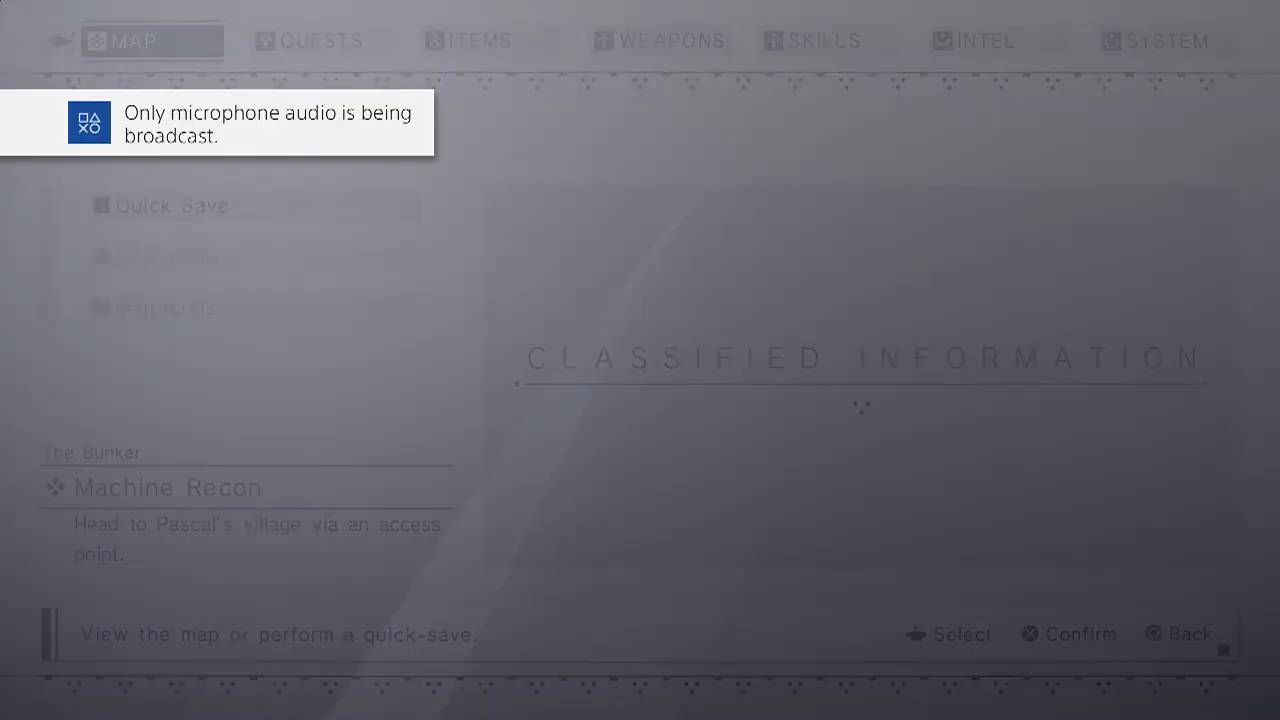 MAP
QUESTS
ITEMS
WEAPONS
SKILLS
INTEL
SYSTEM
Only microphone audio is being
broadcast.
Quick Save
Map Icons
CLASSIFIED INFORMATION
The Bunker
Machine Recon
Head to Pascal's village via an access
point.
View the map or perform a quick-save.
Select
Confirm
Back